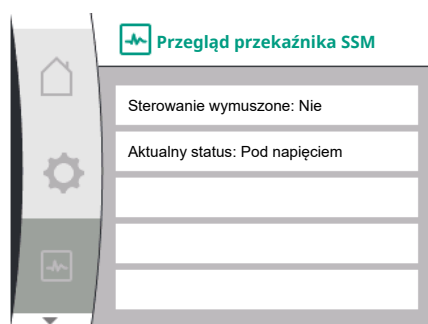 Przegląd przekaźnika SSM
Sterowanie wymuszone: Nie
Aktualny status: Pod napięciem